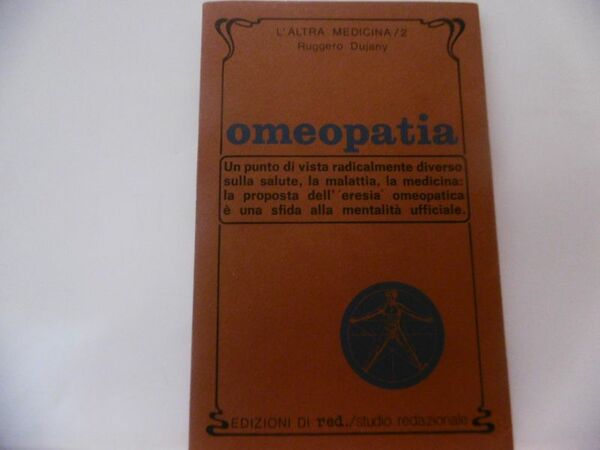 L'ALTRA MEDICINA/2
Ruggero Dujany
omeopatia
Un punto di vista radicalmente diverso
sulla salute, la malattia, la medicina:
la proposta dell'"eresia" omeopatica
è una sfida alla mentalità ufficiale.
EDIZIONI DI red./studio redazionale